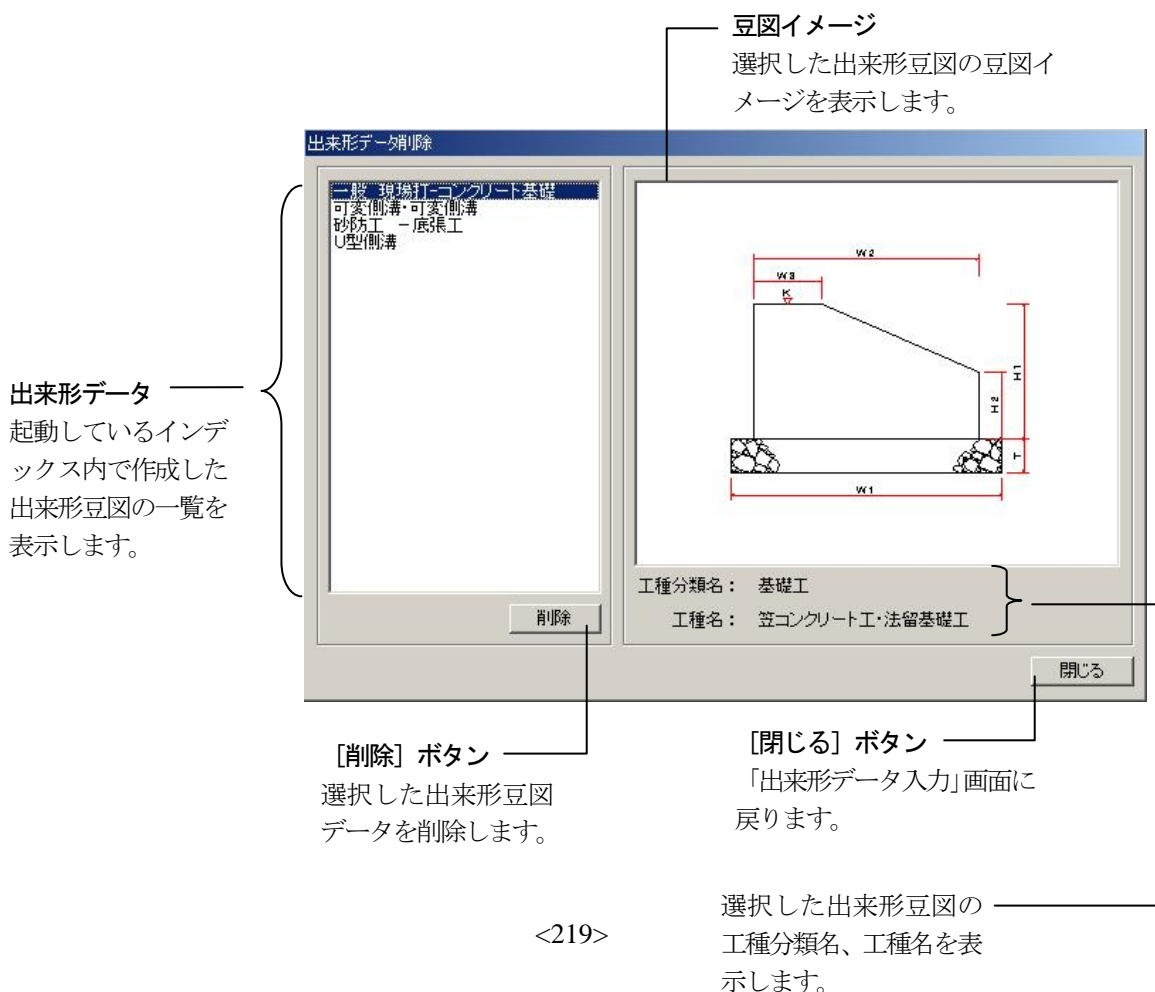 豆図イメージ
選択した出来形豆図の豆図イ
メージを表示します。
出来形データ削除
一般 現場打-コンクリート基礎
可変側溝・可変側溝
砂防工 －底張工
U型側溝
W2
W3
K
H1
H2
T
W1
出来形データ
起動しているインデ
ックス内で作成した
出来形豆図の一覧を
表示します。
工種分類名： 基礎工
工種名： 笠コンクリート工・法留基礎工
削除
閉じる
［削除］ボタン
選択した出来形豆図
データを削除します。
［閉じる］ボタン
「出来形データ入力」画面に
戻ります。
選択した出来形豆図の
工種分類名、工種名を表
示します。
<219>